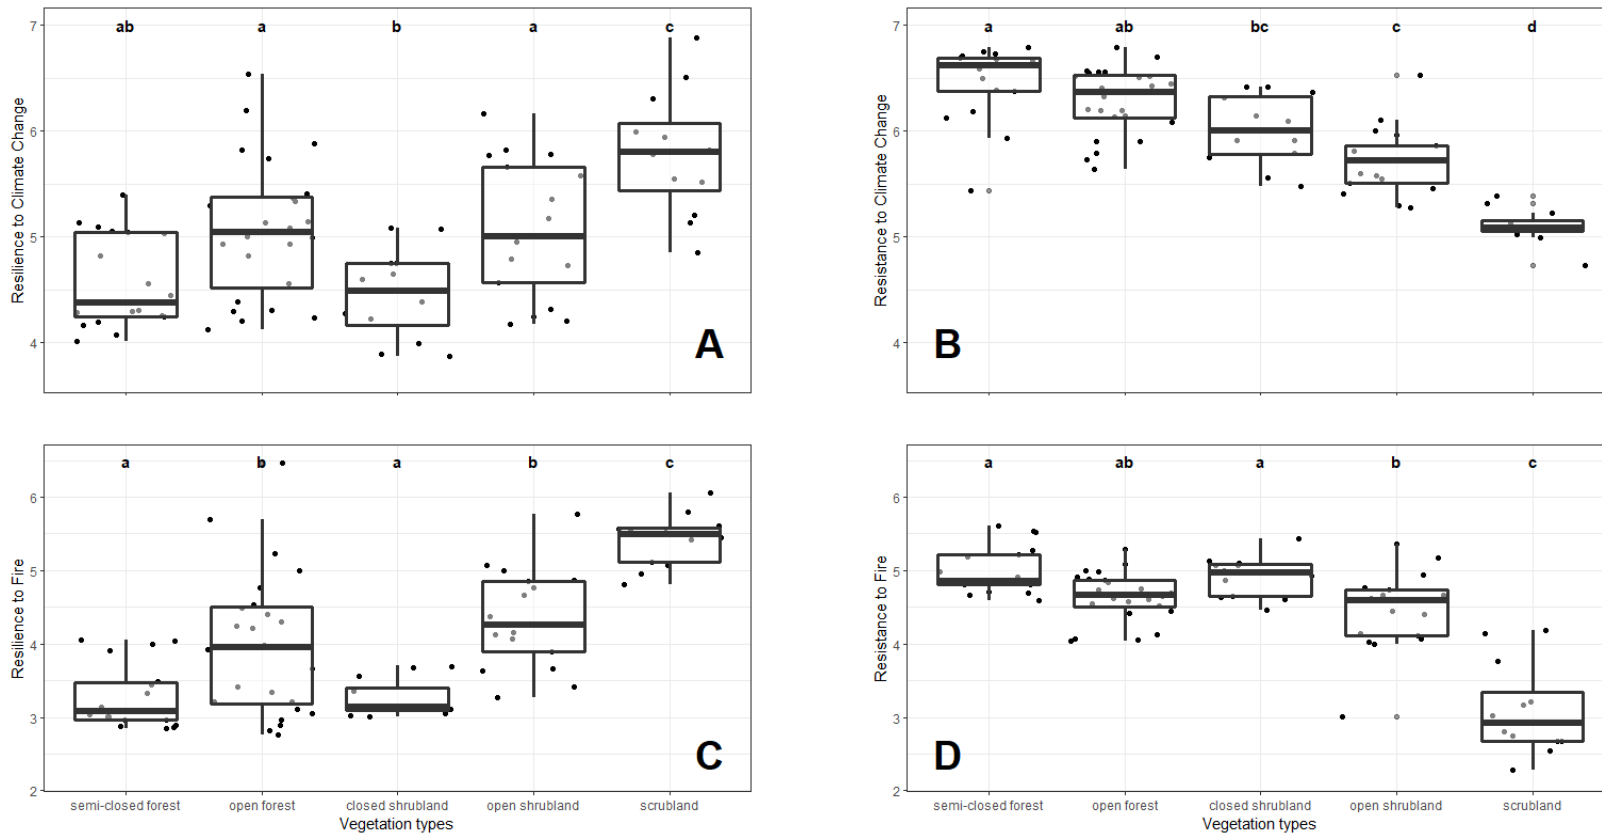 ab a b a c
7
6
5
4
Resilience to Climate Change
A
a ab bc c d
7
6
5
4
Resistance to Climate Change
B
a b a b c
6
5
4
3
2
Resilience to Fire
C
semi-closed forest open forest closed shrubland open shrubland scrubland
Vegetation types
a ab a b c
6
5
4
3
2
Resistance to Fire
D
semi-closed forest open forest closed shrubland open shrubland scrubland
Vegetation types